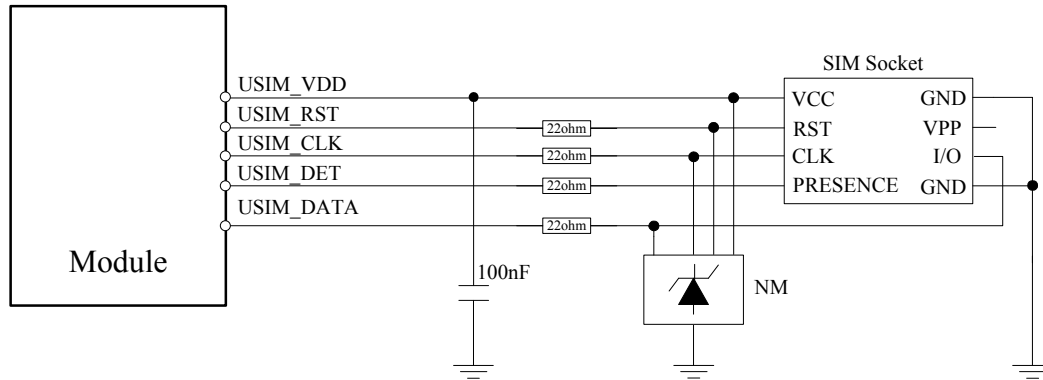 SIM Socket
USIM_VDD
VCC
GND
USIM_RST
22ohm
RST
VPP
USIM_CLK
22ohm
CLK
I/O
USIM_DET
22ohm
PRESENCE
GND
USIM_DATA
22ohm
Module
100nF
NM